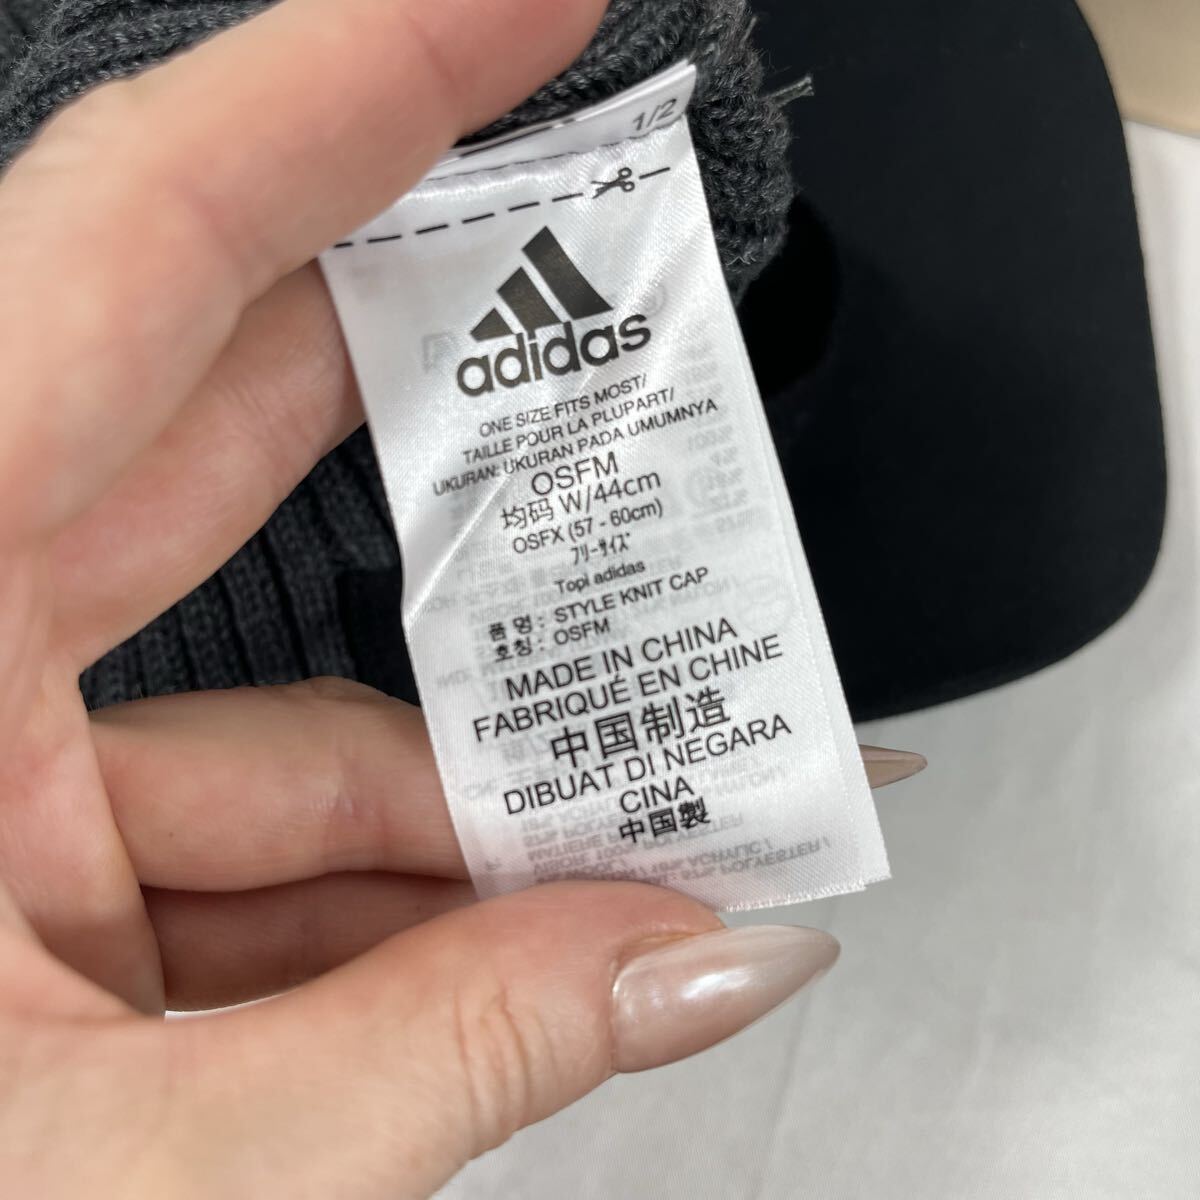 1/2
adidas
ONE SIZE FITS MOST/
TAILLE POUR LA PLUPART/
UKURAN: UKURAN PADA UMUMNYA
OSFM
均码 W/44cm
OSFX (57 - 60cm)
ﾌﾘｰｻｲｽﾞ
Topi adidas
품 명 : STYLE KNIT CAP
호칭 : OSFM
MADE IN CHINA
FABRIQUÉ EN CHINE
中国制造
DIBUAT DI NEGARA
CINA
中国製